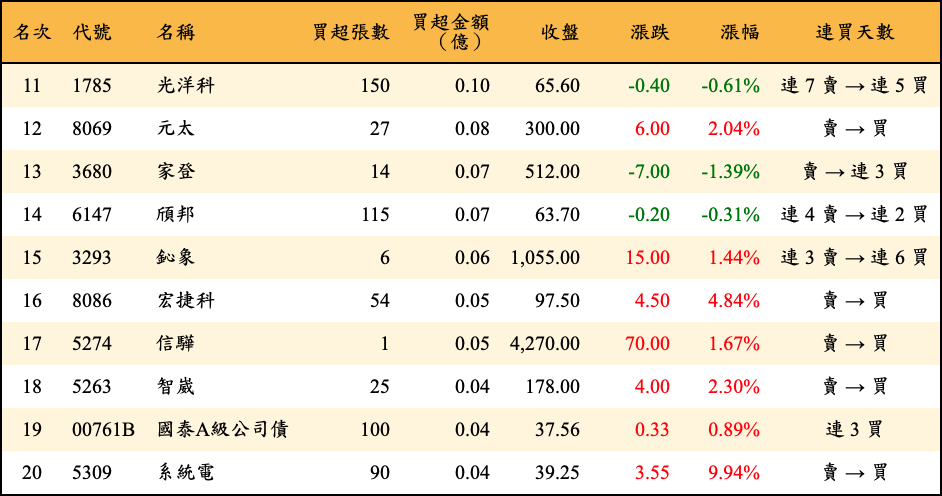 名次 代號 名稱 買超張數 買超金額（億） 收盤 漲跌 漲幅 連買天數
11 1785 光洋科 150 0.10 65.60 -0.40 -0.61% 連 7 賣 → 連 5 買
12 8069 元太 27 0.08 300.00 6.00 2.04% 賣 → 買
13 3680 家登 14 0.07 512.00 -7.00 -1.39% 賣 → 連 3 買
14 6147 頎邦 115 0.07 63.70 -0.20 -0.31% 連 4 賣 → 連 2 買
15 3293 鈊象 6 0.06 1,055.00 15.00 1.44% 連 3 賣 → 連 6 買
16 8086 宏捷科 54 0.05 97.50 4.50 4.84% 賣 → 買
17 5274 信驊 1 0.05 4,270.00 70.00 1.67% 賣 → 買
18 5263 智崴 25 0.04 178.00 4.00 2.30% 賣 → 買
19 00761B 國泰A級公司債 100 0.04 37.56 0.33 0.89% 連 3 買
20 5309 系統電 90 0.04 39.25 3.55 9.94% 賣 → 買